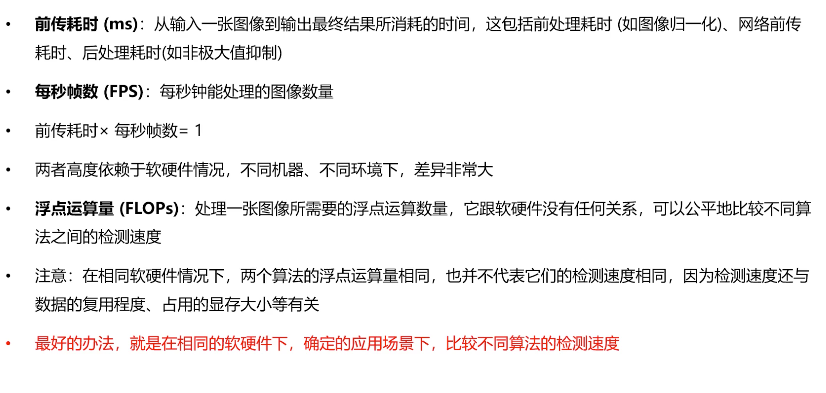 • 前传耗时 (ms)：从输入一张图像到输出最终结果所消耗的时间，这包括前处理耗时 (如图像归一化)、网络前传
耗时、后处理耗时(如非极大值抑制)
• 每秒帧数 (FPS)：每秒钟能处理的图像数量
• 前传耗时× 每秒帧数= 1
• 两者高度依赖于软硬件情况，不同机器、不同环境下，差异非常大
• 浮点运算量 (FLOPs)：处理一张图像所需要的浮点运算数量，它跟软硬件没有任何关系，可以公平地比较不同算
法之间的检测速度
• 注意：在相同软硬件情况下，两个算法的浮点运算量相同，也并不代表它们的检测速度相同，因为检测速度还与
数据的复用程度、占用的显存大小等有关
• 最好的办法，就是在相同的软硬件下，确定的应用场景下，比较不同算法的检测速度